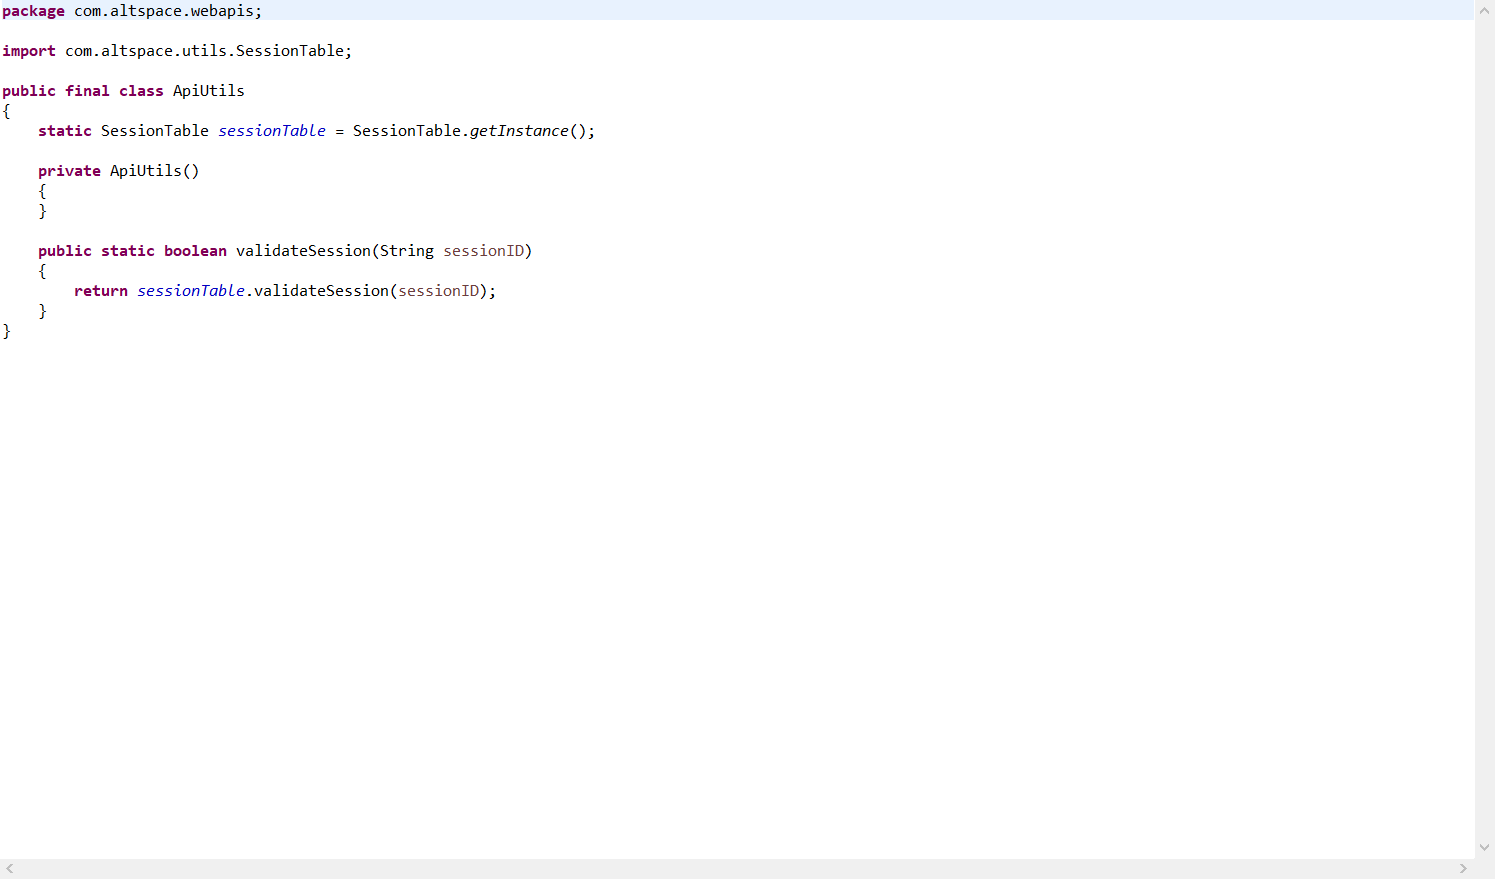 package com.altspace.webapis;
import com.altspace.utils.SessionTable;
public final class ApiUtils
{
    static SessionTable sessionTable = SessionTable.getInstance();
    private ApiUtils()
    {
    }
    public static boolean validateSession(String sessionID)
    {
        return sessionTable.validateSession(sessionID);
    }
}